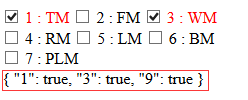 1 : TM 2 : FM 3 : WM
4 : RM 5 : LM 6 : BM
7 : PLM
{ "1": true, "3": true, "9": true }